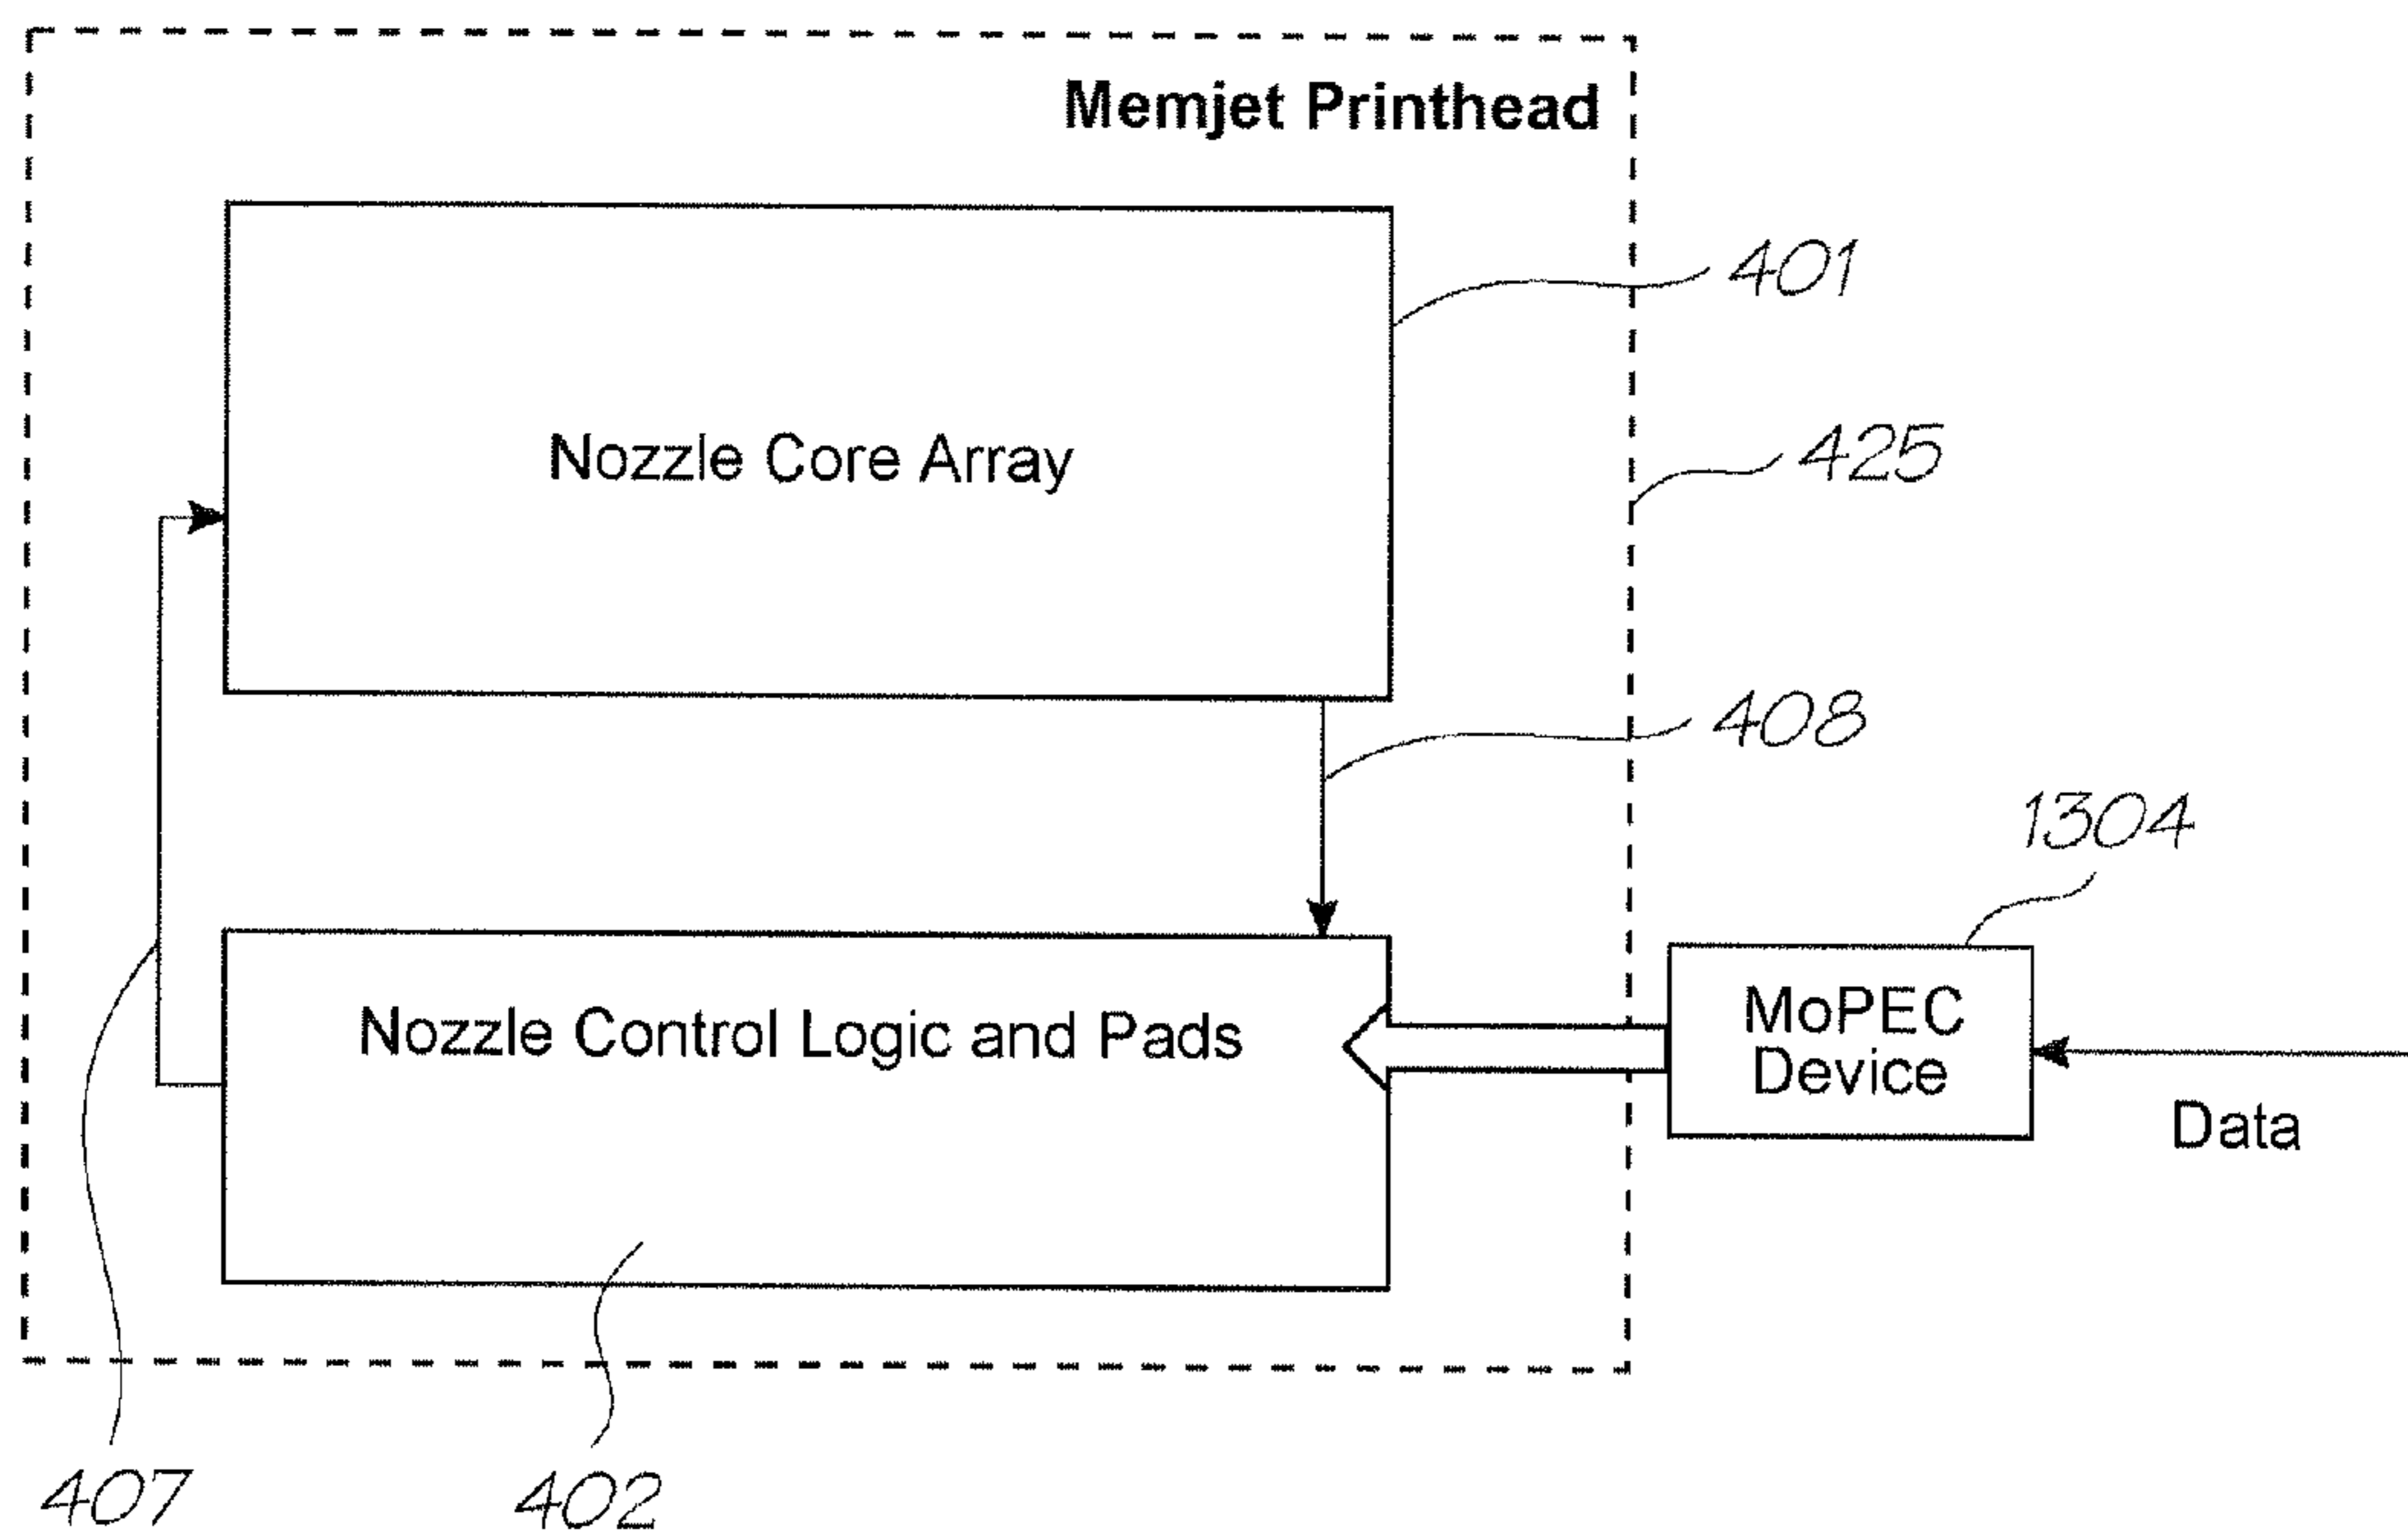 Memjet Printhead
401
Nozzle Core Array
425
408
1304
Nozzle Control Logic and Pads
MoPEC
Device
Data
407
402